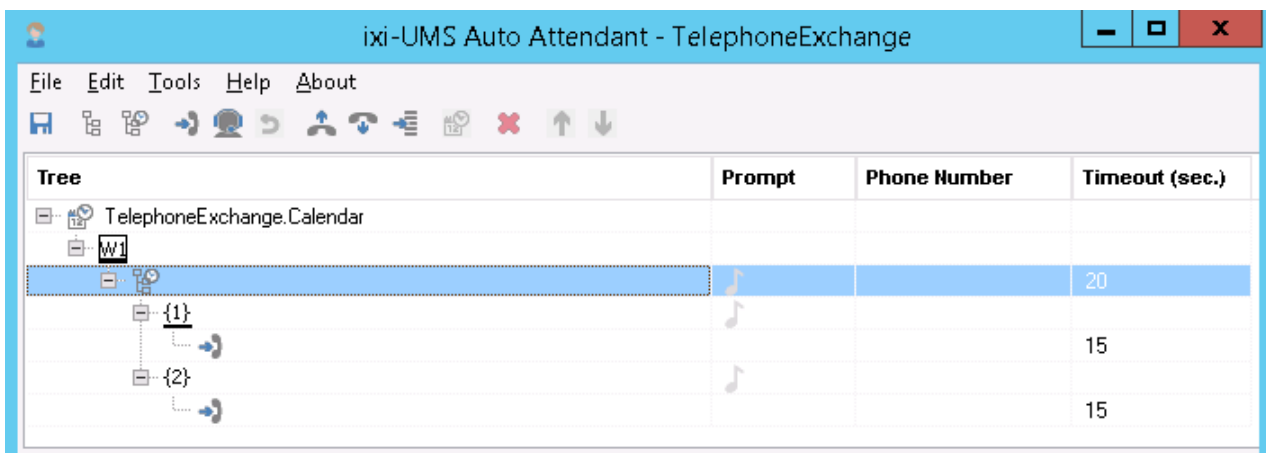 ixi-UMS Auto Attendant - TelephoneExchange
File Edit Tools Help About
Tree Prompt Phone Number Timeout (sec.)
TelephoneExchange.Calendar
W1
20
{1}
15
{2}
15